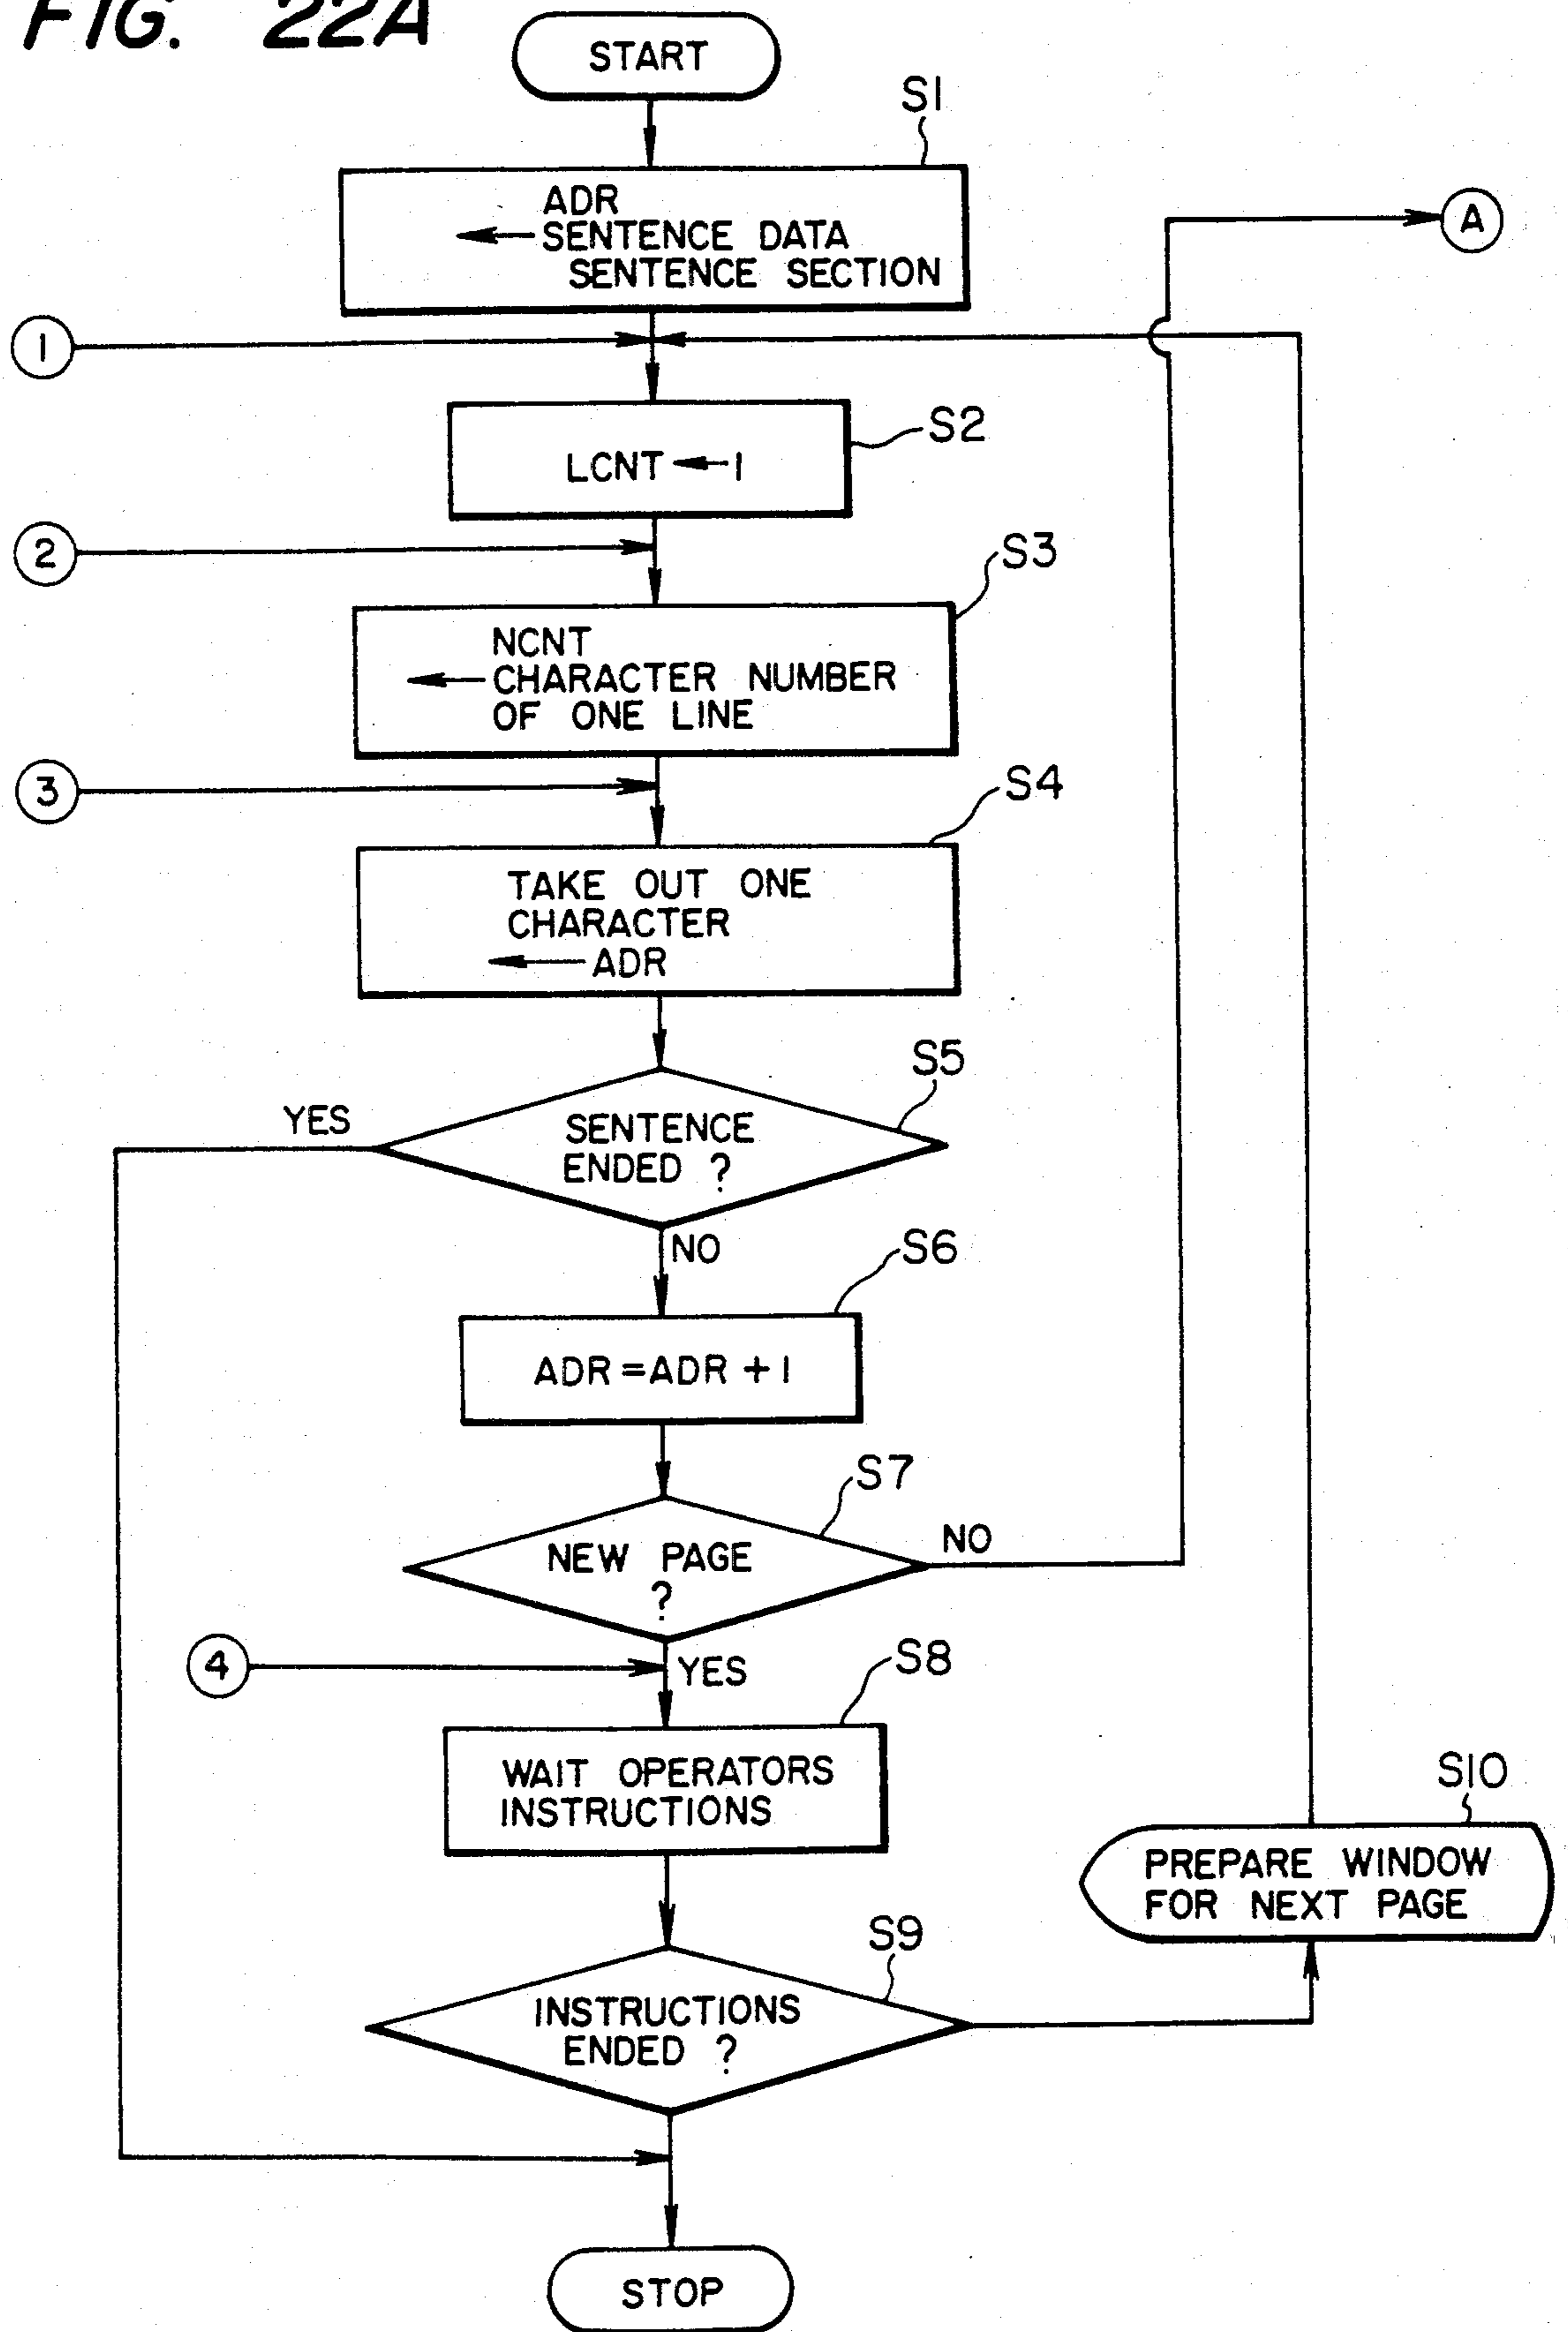 FIG. 22A
START
S1
ADR
← SENTENCE DATA
SENTENCE SECTION
A
1
S2
LCNT ← 1
2
S3
NCNT
← CHARACTER NUMBER
OF ONE LINE
3
S4
TAKE OUT ONE
CHARACTER
← ADR
S5
YES
SENTENCE
ENDED ?
NO
S6
ADR = ADR + 1
S7
NEW PAGE
?
NO
4
YES
S8
WAIT OPERATORS
INSTRUCTIONS
S10
PREPARE WINDOW
FOR NEXT PAGE
S9
INSTRUCTIONS
ENDED ?
STOP